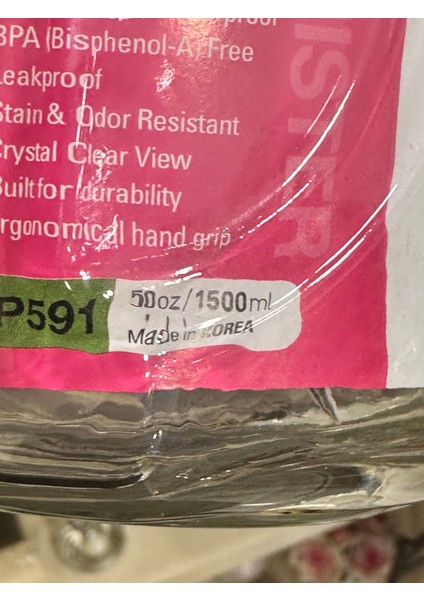 BPA (Bisphenol-A) Free
Leakproof
Stain & Odor Resistant
Crystal Clear View
Built for durability
rgonomical hand grip
P591
50oz/1500ml
Made in KOREA
ISTER